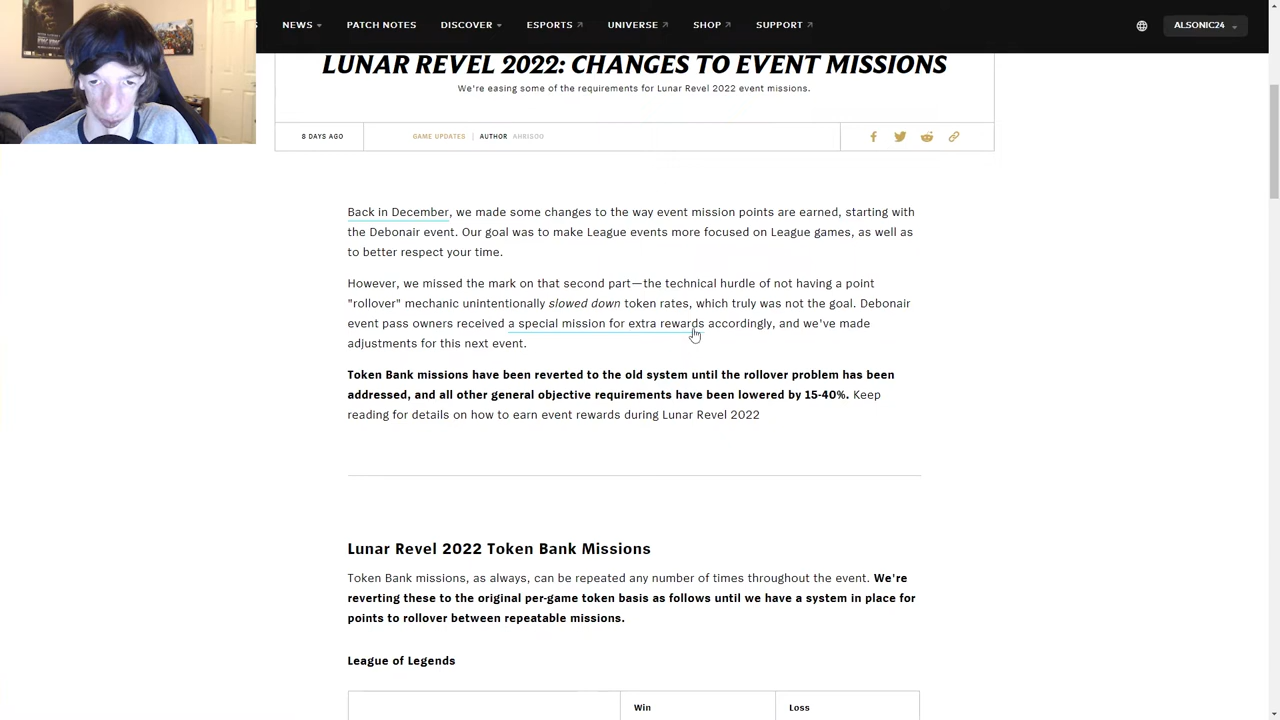 NEWS PATCH NOTES DISCOVER ESPORTS UNIVERSE SHOP SUPPORT ALSONIC24
LUNAR REVEL 2022: CHANGES TO EVENT MISSIONS
We're easing some of the requirements for Lunar Revel 2022 event missions.
8 DAYS AGO GAME UPDATES | AUTHOR AHRISOO
Back in December, we made some changes to the way event mission points are earned, starting with
the Debonair event. Our goal was to make League events more focused on League games, as well as
to better respect your time.
However, we missed the mark on that second part—the technical hurdle of not having a point
"rollover" mechanic unintentionally slowed down token rates, which truly was not the goal. Debonair
event pass owners received a special mission for extra rewards accordingly, and we've made
adjustments for this next event.
Token Bank missions have been reverted to the old system until the rollover problem has been
addressed, and all other general objective requirements have been lowered by 15-40%. Keep
reading for details on how to earn event rewards during Lunar Revel 2022
Lunar Revel 2022 Token Bank Missions
Token Bank missions, as always, can be repeated any number of times throughout the event. We're
reverting these to the original per-game token basis as follows until we have a system in place for
points to rollover between repeatable missions.
League of Legends
Win Loss